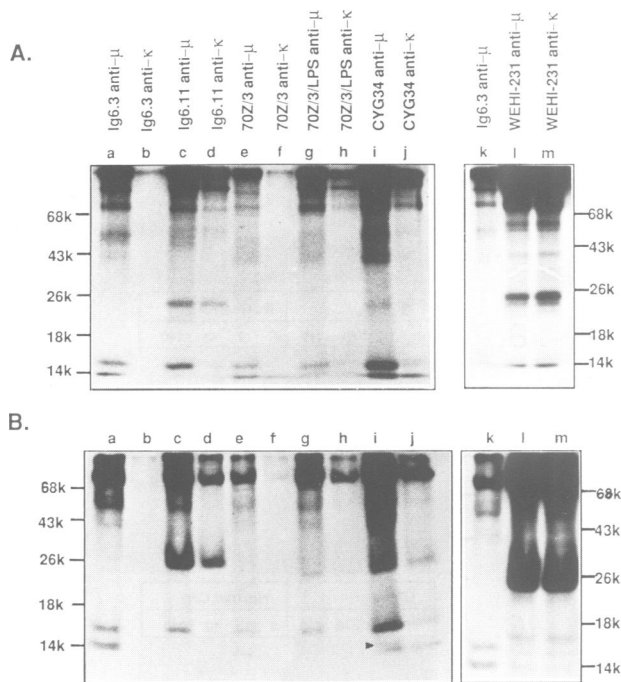 A.
Ig6.3 anti-μ
Ig6.3 anti-κ
Ig6.11 anti-μ
Ig6.11 anti-κ
70Z/3 anti-μ
70Z/3 anti-κ
70Z/3/LPS anti-μ
70Z/3/LPS anti-κ
CYG34 anti-μ
CYG34 anti-κ
Ig6.3 anti-μ
WEHI-231 anti-μ
WEHI-231 anti-κ
a b c d e f g h i j k l m
68k 68k
43k 43k
26k 26k
18k 18k
14k 14k
B.
a b c d e f g h i j k l m
68k 68k
43k 43k
26k 26k
18k 18k
14k 14k